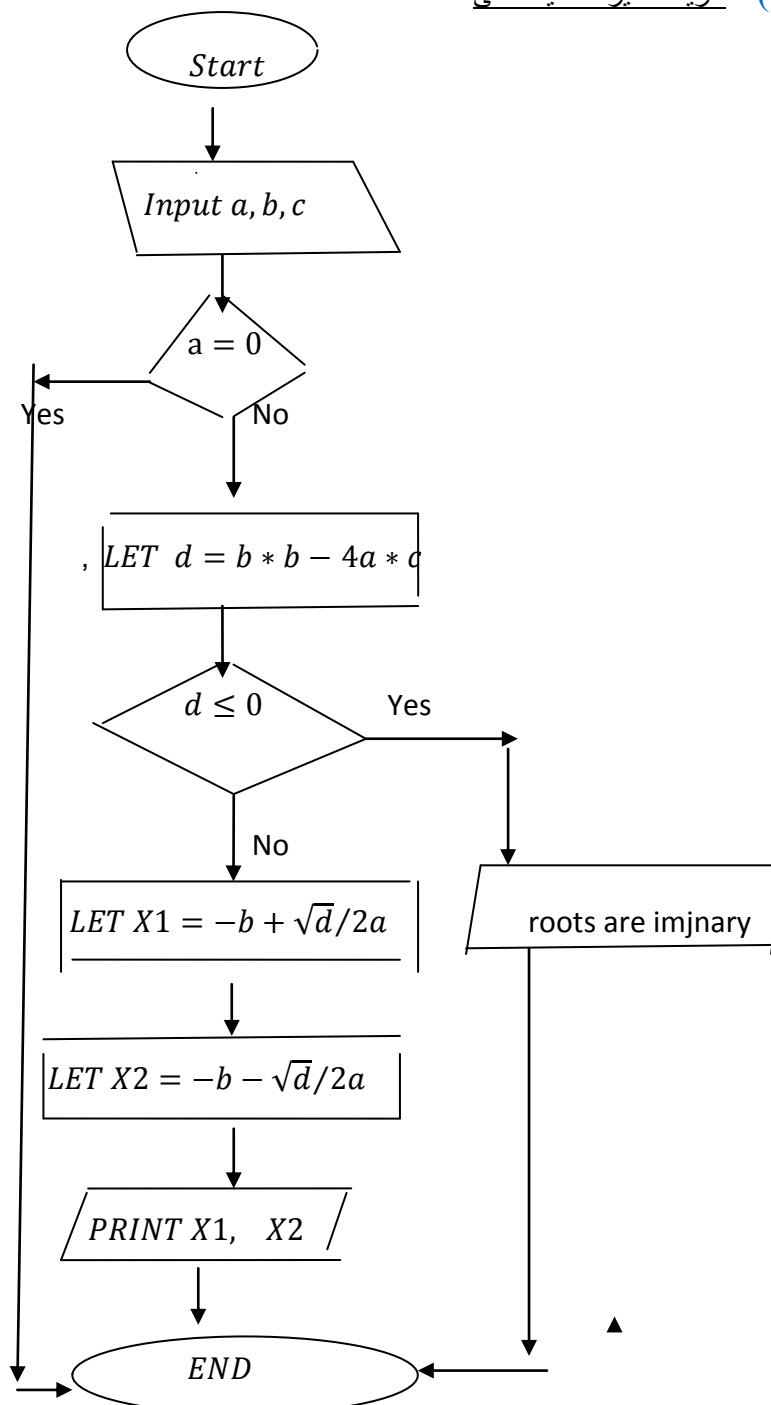 Start
Input a, b, c
a = 0
Yes
No
, LET d = b ∗ b − 4a ∗ c
d ≤ 0
Yes
No
LET X1 = −b + √d/2a
roots are imjnary
LET X2 = −b − √d/2a
PRINT X1, X2
END